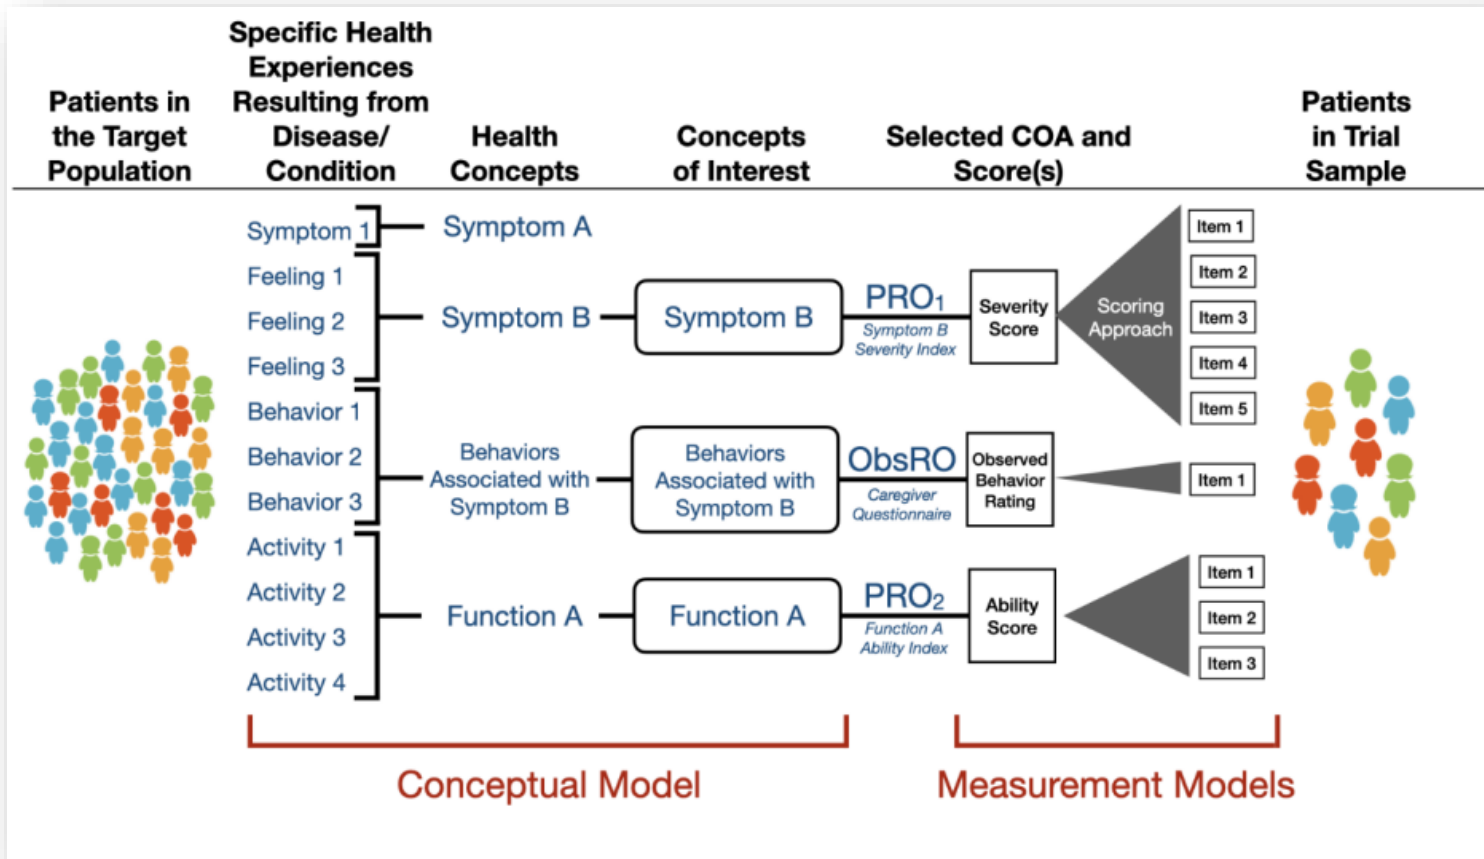 Patients in
the Target
Population
Specific Health
Experiences
Resulting from
Disease/
Condition
Health
Concepts
Concepts
of Interest
Selected COA and
Score(s)
Patients
in Trial
Sample
Symptom 1
Feeling 1
Feeling 2
Feeling 3
Behavior 1
Behavior 2
Behavior 3
Activity 1
Activity 2
Activity 3
Activity 4
Symptom A
Symptom B
Behaviors
Associated with
Symptom B
Function A
Symptom B
Behaviors
Associated with
Symptom B
Function A
PRO₁
Symptom B
Severity Index
ObsRO
Caregiver
Questionnaire
PRO₂
Function A
Ability Index
Severity
Score
Observed
Behavior
Rating
Ability
Score
Scoring
Approach
Item 1
Item 2
Item 3
Item 4
Item 5
Item 1
Item 1
Item 2
Item 3
Conceptual Model
Measurement Models